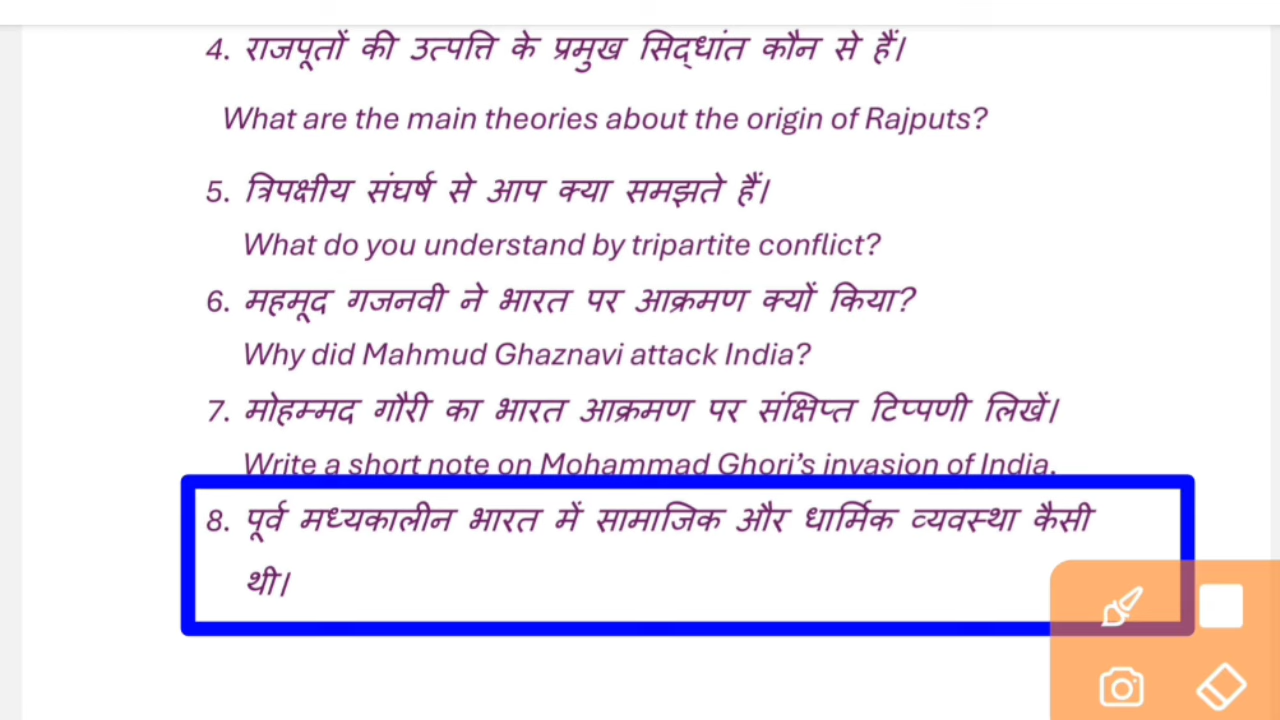 4. राजपूतों की उत्पत्ति के प्रमुख सिद्धांत कौन से हैं।
What are the main theories about the origin of Rajputs?
5. त्रिपक्षीय संघर्ष से आप क्या समझते हैं।
What do you understand by tripartite conflict?
6. महमूद गजनवी ने भारत पर आक्रमण क्यों किया?
Why did Mahmud Ghaznavi attack India?
7. मोहम्मद गौरी का भारत आक्रमण पर संक्षिप्त टिप्पणी लिखें।
Write a short note on Mohammad Ghori’s invasion of India.
8. पूर्व मध्यकालीन भारत में सामाजिक और धार्मिक व्यवस्था कैसी
थी।